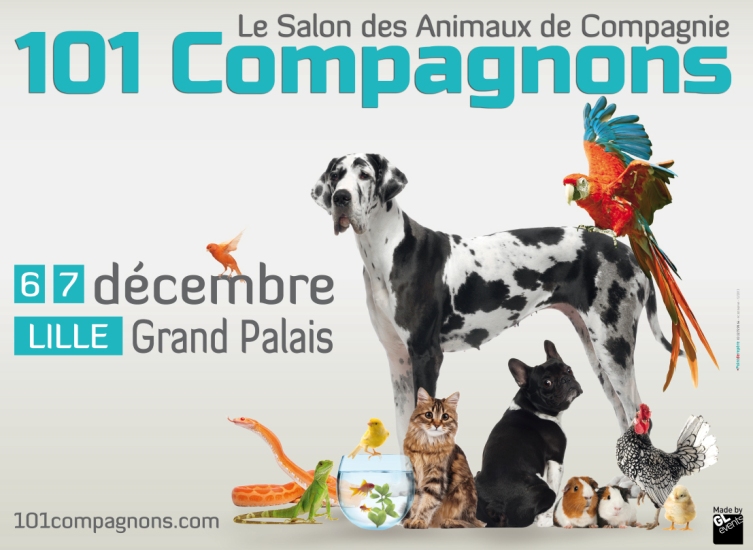 Le Salon des Animaux de Compagnie
101 Compagnons
6 7 décembre
LILLE Grand Palais
101compagnons.com
Made by
GL
events